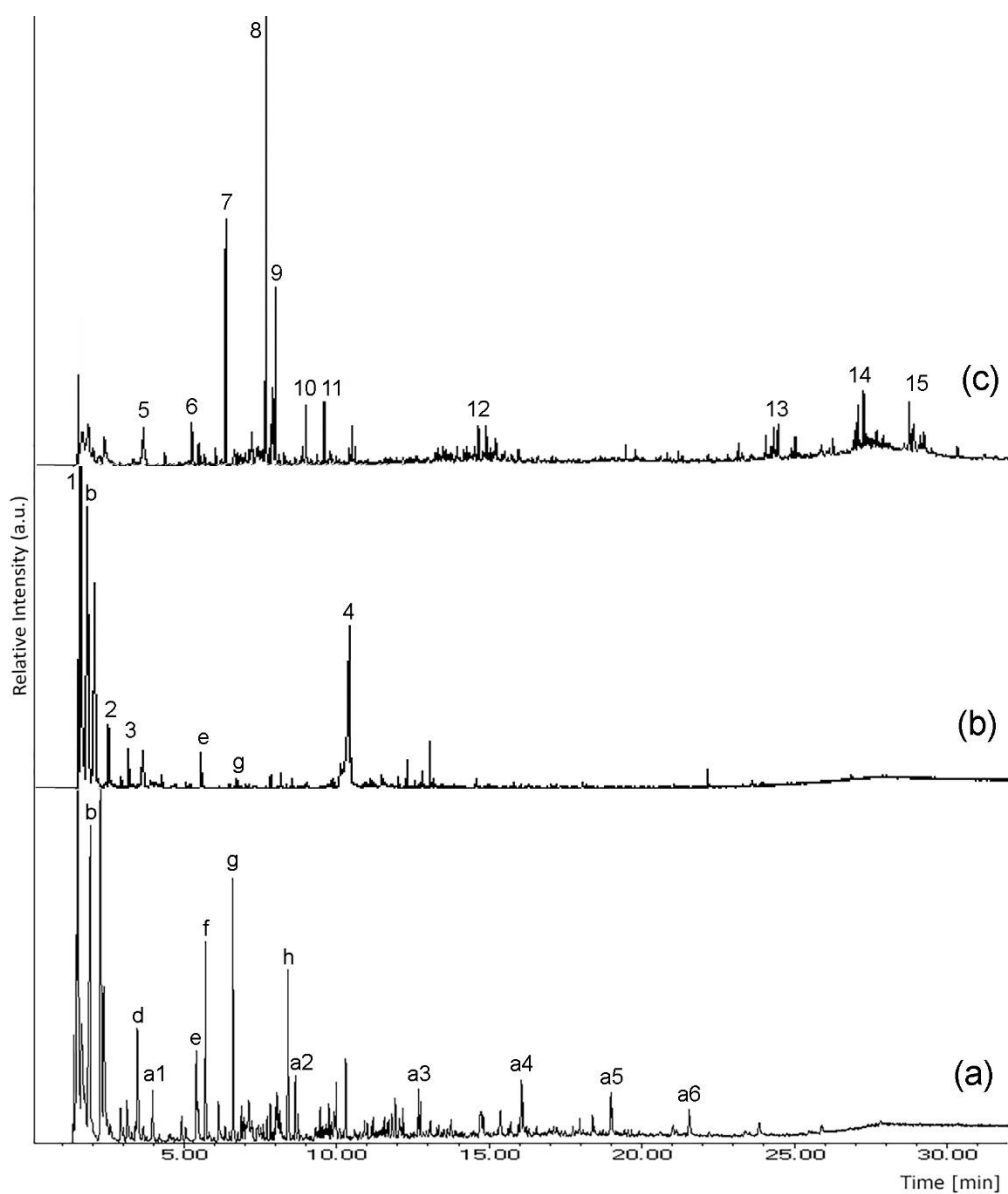 8
7
9
10 11
5
6
12
13
14
15
(c)
1
b
4
2
3
e
g
(b)
b
g
f
h
d
e
a1
a2
a3
a4
a5
a6
(a)
Relative Intensity (a.u.)
5:00 10:00 15:00 20:00 25:00 30:00
Time [min]